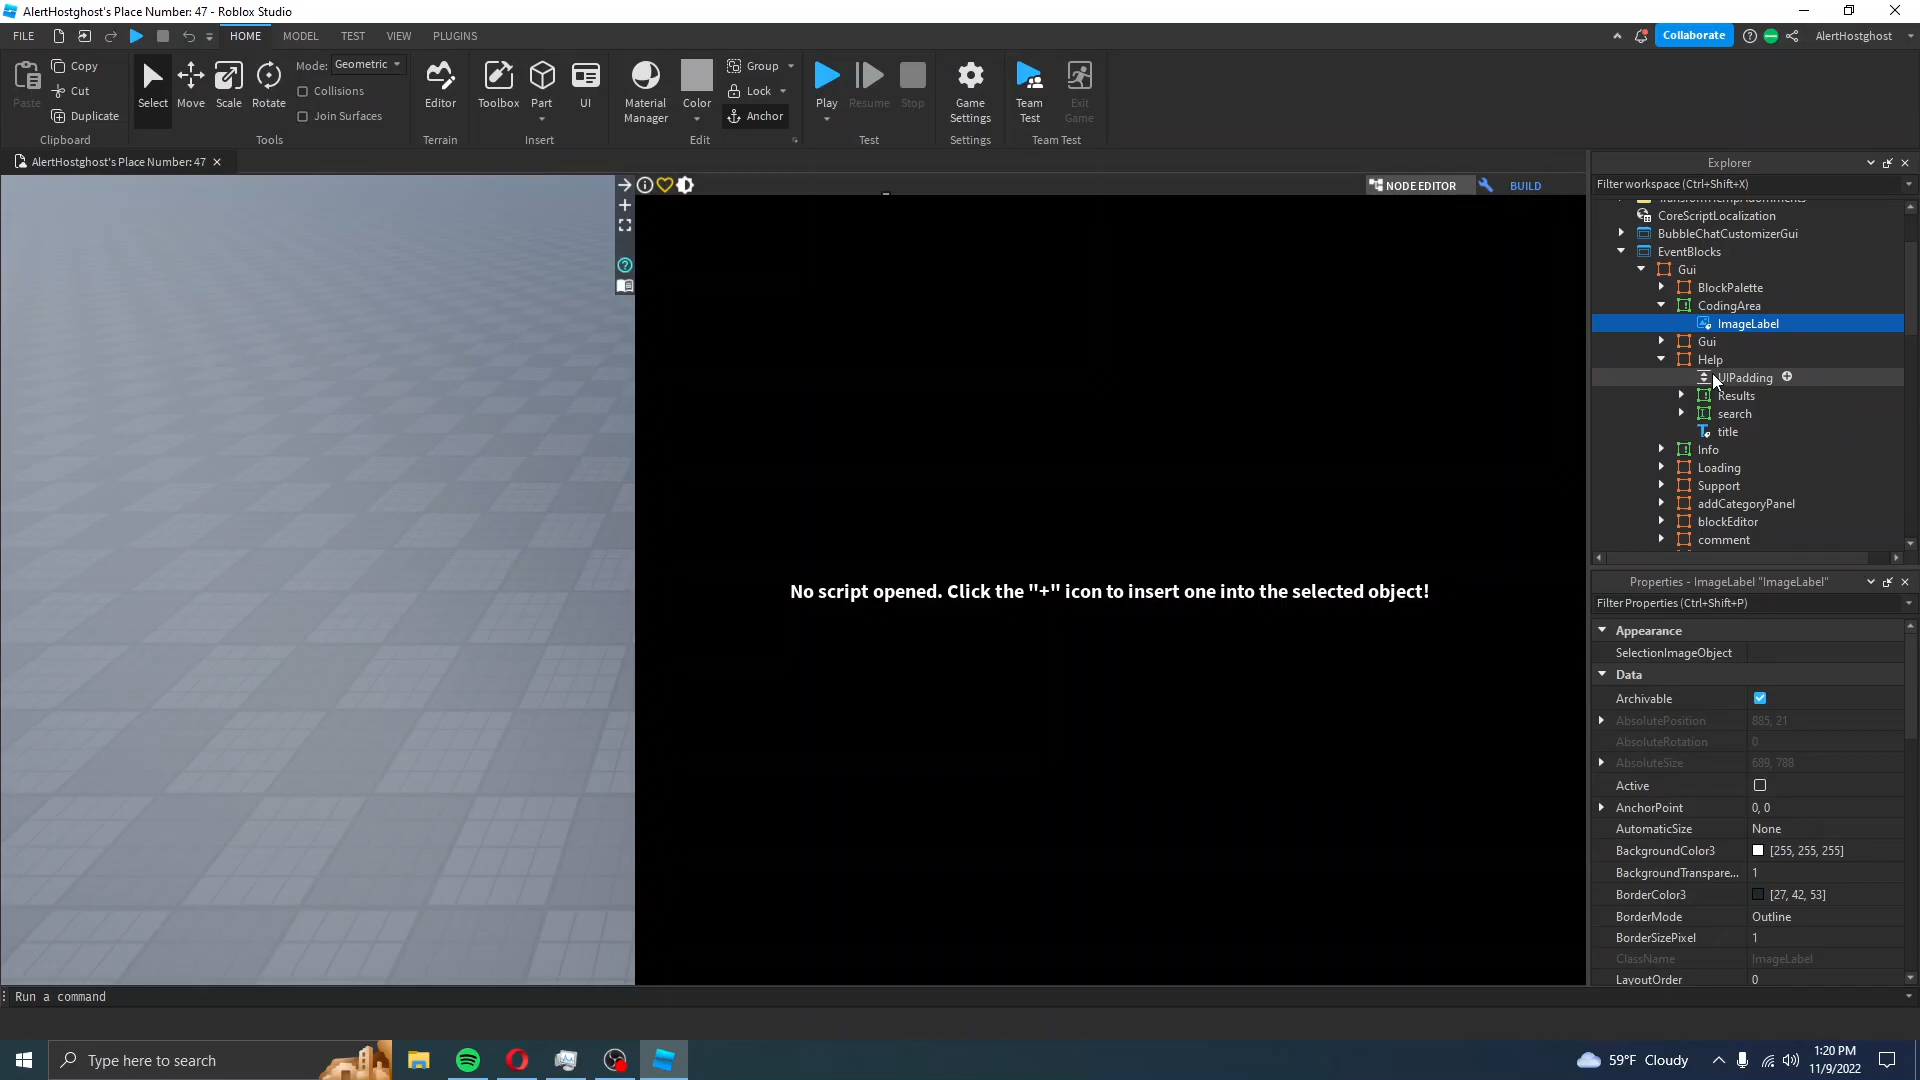 AlertHostghost's Place Number: 47 - Roblox Studio
FILE
HOME
MODEL
TEST
VIEW
PLUGINS
Collaborate
AlertHostghost
Paste
Copy
Cut
Duplicate
Clipboard
Select
Move
Scale
Rotate
Mode: Geometric
Collisions
Join Surfaces
Tools
Editor
Terrain
Toolbox
Part
UI
Insert
Material
Manager
Color
Group
Lock
Anchor
Edit
Play
Resume
Stop
Test
Game
Settings
Settings
Team
Test
Exit
Game
Team Test
AlertHostghost's Place Number: 47
NODE EDITOR
BUILD
No script opened. Click the "+" icon to insert one into the selected object!
Explorer
Filter workspace (Ctrl+Shift+X)
CoreScriptLocalization
BubbleChatCustomizerGui
EventBlocks
Gui
BlockPalette
CodingArea
ImageLabel
Gui
Help
UIPadding
Results
search
title
Info
Loading
Support
addCategoryPanel
blockEditor
comment
Properties - ImageLabel "ImageLabel"
Filter Properties (Ctrl+Shift+P)
Appearance
SelectionImageObject
Data
Archivable
AbsolutePosition 885, 21
AbsoluteRotation 0
AbsoluteSize 689, 788
Active
AnchorPoint 0, 0
AutomaticSize None
BackgroundColor3 [255, 255, 255]
BackgroundTranspare... 1
BorderColor3 [27, 42, 53]
BorderMode Outline
BorderSizePixel 1
ClassName ImageLabel
LayoutOrder 0
Run a command
Type here to search
59°F Cloudy
1:20 PM
11/9/2022